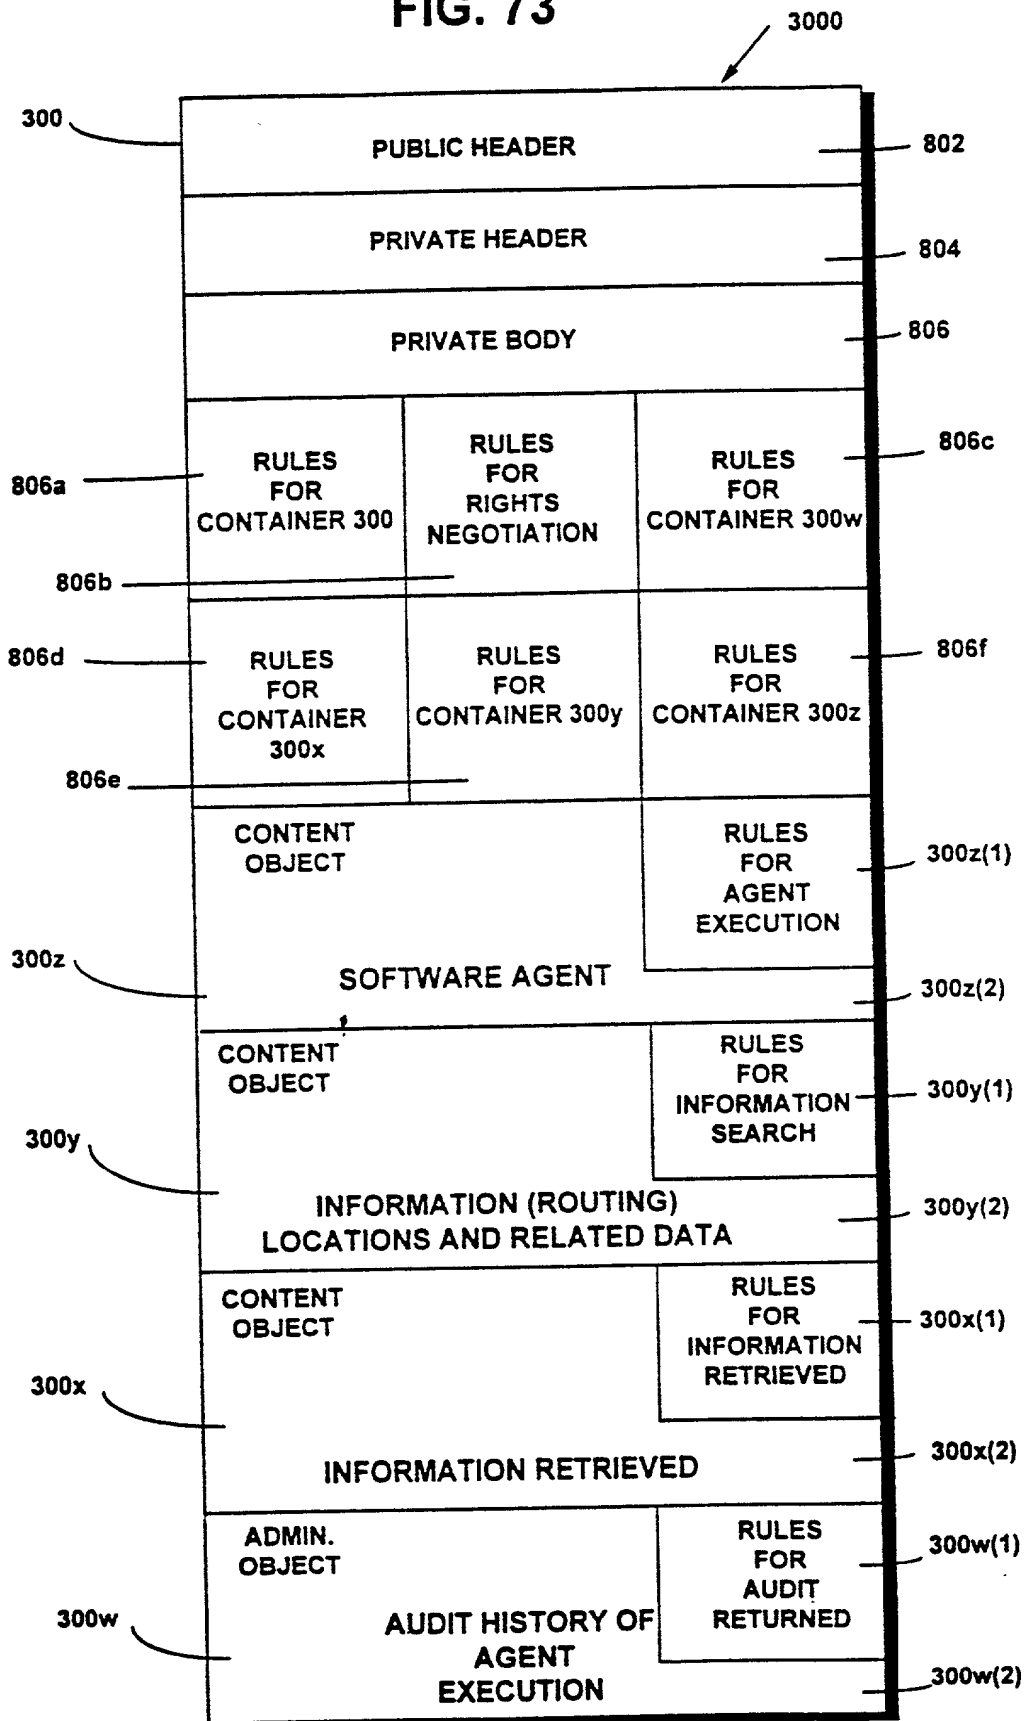 FIG. 73
3000
300
PUBLIC HEADER
802
PRIVATE HEADER
804
PRIVATE BODY
806
806a
RULES
FOR
CONTAINER 300
RULES
FOR
RIGHTS
NEGOTIATION
806b
RULES
FOR
CONTAINER 300w
806c
806d
RULES
FOR
CONTAINER
300x
RULES
FOR
CONTAINER 300y
806e
RULES
FOR
CONTAINER 300z
806f
CONTENT
OBJECT
RULES
FOR
AGENT
EXECUTION
300z(1)
300z
SOFTWARE AGENT
300z(2)
CONTENT
OBJECT
RULES
FOR
INFORMATION
SEARCH
300y(1)
300y
INFORMATION (ROUTING)
LOCATIONS AND RELATED DATA
300y(2)
CONTENT
OBJECT
RULES
FOR
INFORMATION
RETRIEVED
300x(1)
300x
INFORMATION RETRIEVED
300x(2)
ADMIN.
OBJECT
RULES
FOR
AUDIT
RETURNED
300w(1)
300w
AUDIT HISTORY OF
AGENT
EXECUTION
300w(2)